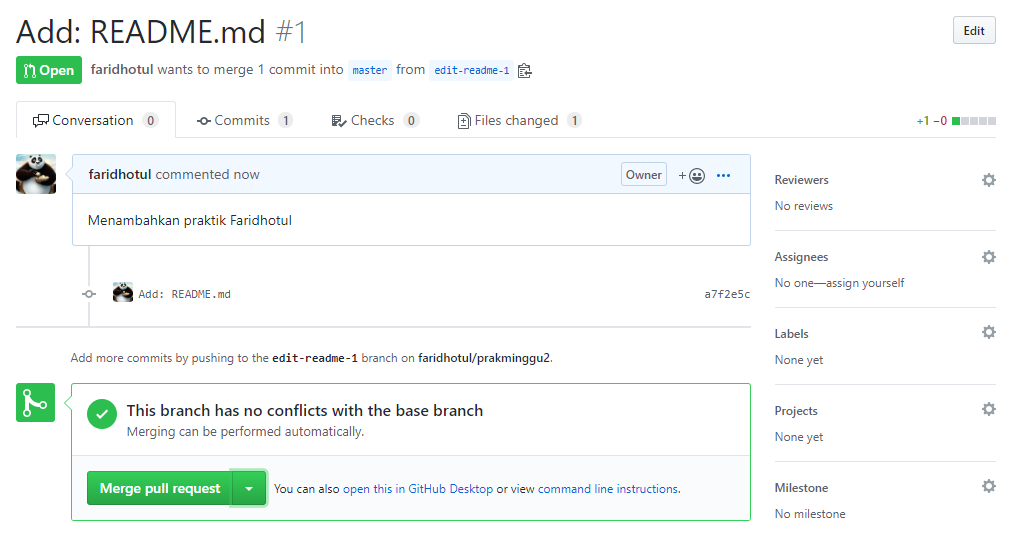 Add: README.md #1
Edit
Open faridhotul wants to merge 1 commit into master from edit-readme-1
Conversation 0 Commits 1 Checks 0 Files changed 1 +1 −0
faridhotul commented now Owner +
Menambahkan praktik Faridhotul
Add: README.md a7f2e5c
Add more commits by pushing to the edit-readme-1 branch on faridhotul/prakminggu2.
This branch has no conflicts with the base branch
Merging can be performed automatically.
Merge pull request You can also open this in GitHub Desktop or view command line instructions.
Reviewers
No reviews
Assignees
No one—assign yourself
Labels
None yet
Projects
None yet
Milestone
No milestone